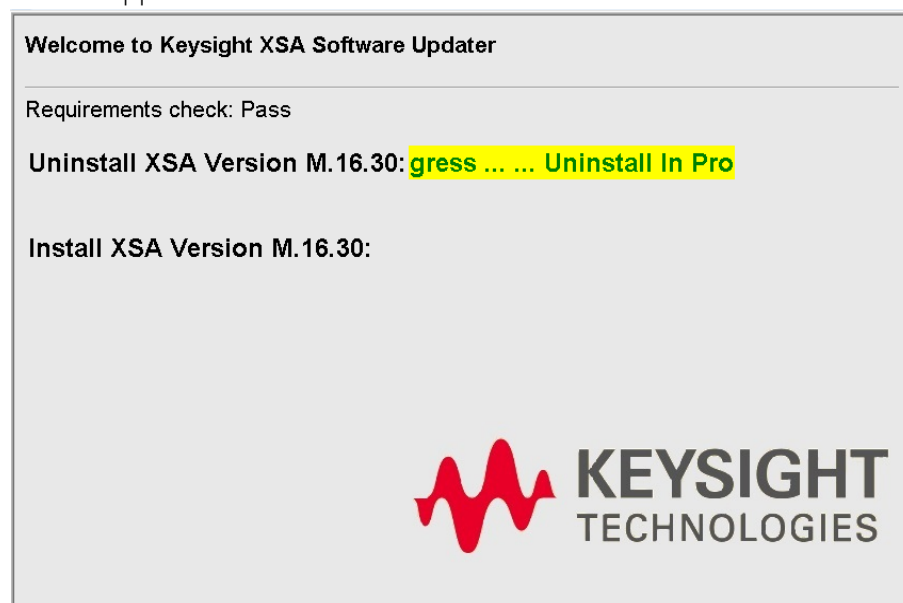 Welcome to Keysight XSA Software Updater
Requirements check: Pass
Uninstall XSA Version M.16.30: gress ... ... Uninstall In Pro
Install XSA Version M.16.30:
KEYSIGHT
TECHNOLOGIES